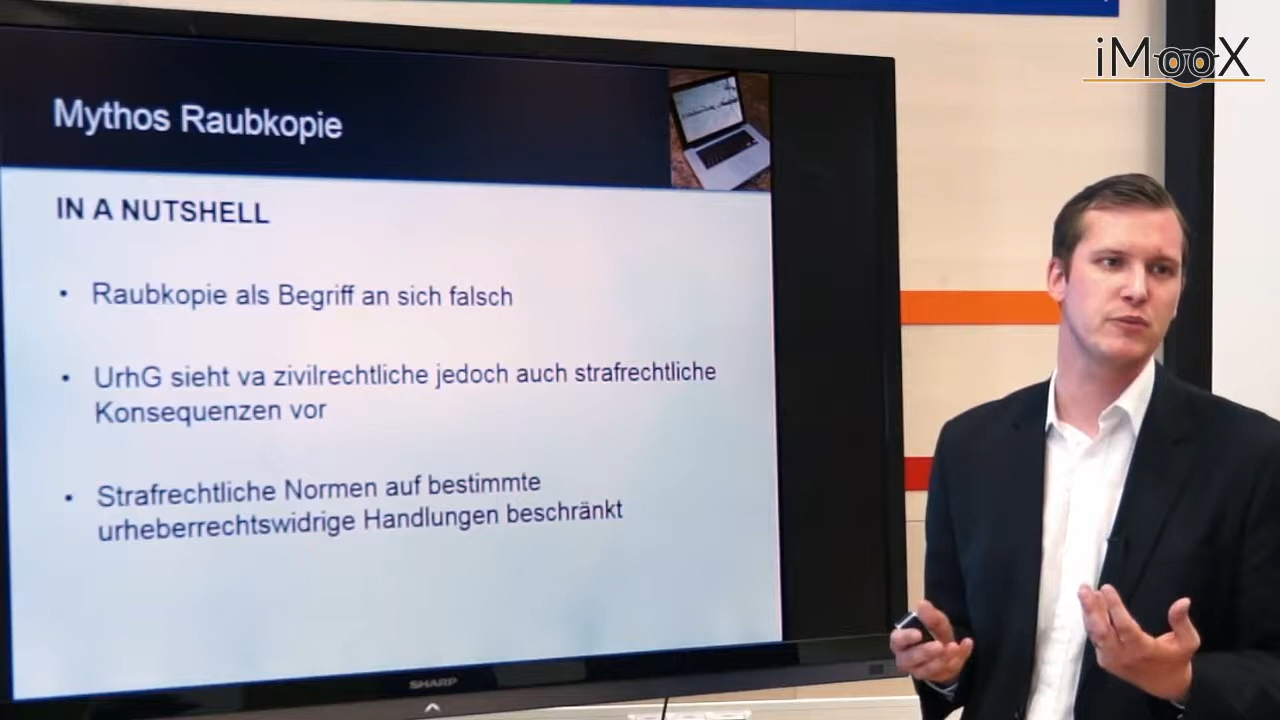 iMooX
Mythos Raubkopie
IN A NUTSHELL
• Raubkopie als Begriff an sich falsch
• UrhG sieht va zivilrechtliche jedoch auch strafrechtliche
Konsequenzen vor
• Strafrechtliche Normen auf bestimmte
urheberrechtswidrige Handlungen beschränkt
SHARP